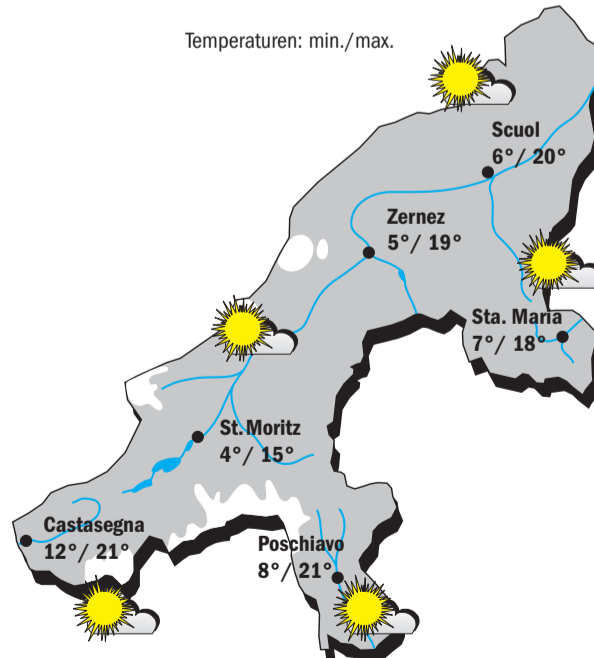 Temperaturen: min./max.
Scuol
6°/ 20°
Zernez
5°/ 19°
Sta. Maria
7°/ 18°
St. Moritz
4°/ 15°
Castasegna
12°/ 21°
Poschiavo
8°/ 21°